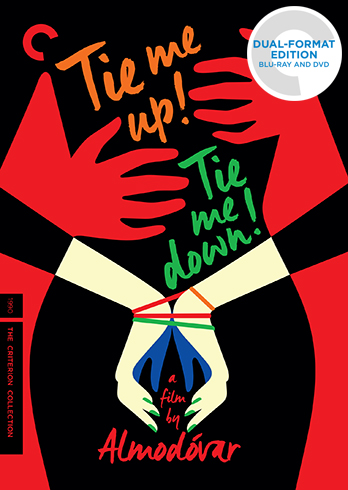 DUAL-FORMAT
EDITION
BLU-RAY AND DVD
Tie me
up!
Tie
me
down!
1990
THE CRITERION COLLECTION
a
film
by
Almodóvar